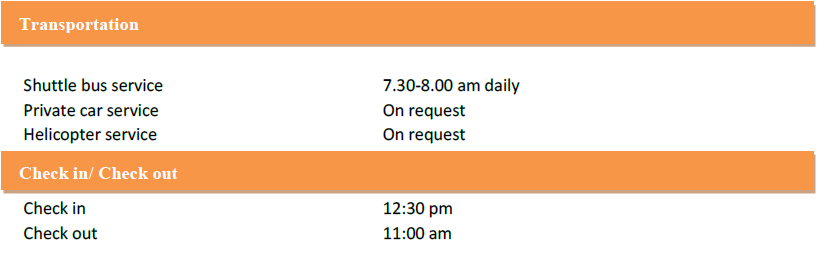 Transportation
Shuttle bus service 7.30-8.00 am daily
Private car service On request
Helicopter service On request
Check in/ Check out
Check in 12:30 pm
Check out 11:00 am